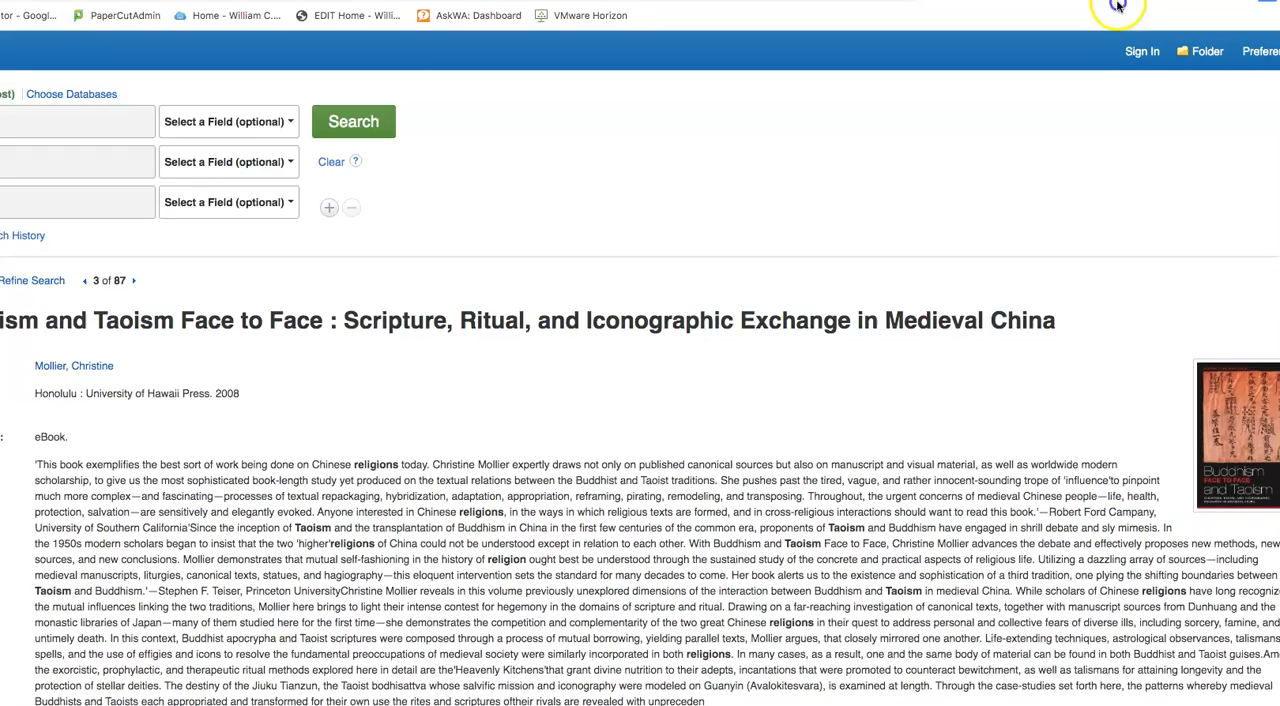 tor - Googl... PaperCutAdmin Home - William C.... EDIT Home - Willi... AskWA: Dashboard VMware Horizon
Sign In Folder Prefere
ost) Choose Databases
Select a Field (optional) Search
Select a Field (optional) Clear ?
Select a Field (optional)
ch History
Refine Search 3 of 87
ism and Taoism Face to Face : Scripture, Ritual, and Iconographic Exchange in Medieval China
Mollier, Christine
Honolulu : University of Hawaii Press. 2008
: eBook.
'This book exemplifies the best sort of work being done on Chinese religions today. Christine Mollier expertly draws not only on published canonical sources but also on manuscript and visual material, as well as worldwide modern
scholarship, to give us the most sophisticated book-length study yet produced on the textual relations between the Buddhist and Taoist traditions. She pushes past the tired, vague, and rather innocent-sounding trope of 'influence'to pinpoint
much more complex—and fascinating—processes of textual repackaging, hybridization, adaptation, appropriation, reframing, pirating, remodeling, and transposing. Throughout, the urgent concerns of medieval Chinese people—life, health,
protection, salvation—are sensitively and elegantly evoked. Anyone interested in Chinese religions, in the ways in which religious texts are formed, and in cross-religious interactions should want to read this book.'—Robert Ford Campany,
University of Southern California'Since the inception of Taoism and the transplantation of Buddhism in China in the first few centuries of the common era, proponents of Taoism and Buddhism have engaged in shrill debate and sly mimesis. In
the 1950s modern scholars began to insist that the two 'higher'religions of China could not be understood except in relation to each other. With Buddhism and Taoism Face to Face, Christine Mollier advances the debate and effectively proposes new methods, new
sources, and new conclusions. Mollier demonstrates that mutual self-fashioning in the history of religion ought best be understood through the sustained study of the concrete and practical aspects of religious life. Utilizing a dazzling array of sources—including
medieval manuscripts, liturgies, canonical texts, statues, and hagiography—this eloquent intervention sets the standard for many decades to come. Her book alerts us to the existence and sophistication of a third tradition, one plying the shifting boundaries between
Taoism and Buddhism.'—Stephen F. Teiser, Princeton UniversityChristine Mollier reveals in this volume previously unexplored dimensions of the interaction between Buddhism and Taoism in medieval China. While scholars of Chinese religions have long recogniz
the mutual influences linking the two traditions, Mollier here brings to light their intense contest for hegemony in the domains of scripture and ritual. Drawing on a far-reaching investigation of canonical texts, together with manuscript sources from Dunhuang and the
monastic libraries of Japan—many of them studied here for the first time—she demonstrates the competition and complementarity of the two great Chinese religions in their quest to address personal and collective fears of diverse ills, including sorcery, famine, and
untimely death. In this context, Buddhist apocrypha and Taoist scriptures were composed through a process of mutual borrowing, yielding parallel texts, Mollier argues, that closely mirrored one another. Life-extending techniques, astrological observances, talismans
spells, and the use of effigies and icons to resolve the fundamental preoccupations of medieval society were similarly incorporated in both religions. In many cases, as a result, one and the same body of material can be found in both Buddhist and Taoist guises.Am
the exorcistic, prophylactic, and therapeutic ritual methods explored here in detail are the'Heavenly Kitchens'that grant divine nutrition to their adepts, incantations that were promoted to counteract bewitchment, as well as talismans for attaining longevity and the
protection of stellar deities. The destiny of the Jiuku Tianzun, the Taoist bodhisattva whose salvific mission and iconography were modeled on Guanyin (Avalokitesvara), is examined at length. Through the case-studies set forth here, the patterns whereby medieval
Buddhists and Taoists each appropriated and transformed for their own use the rites and scriptures oftheir rivals are revealed with unpreceden
Buddhism
FACE TO FACE
and Taoism